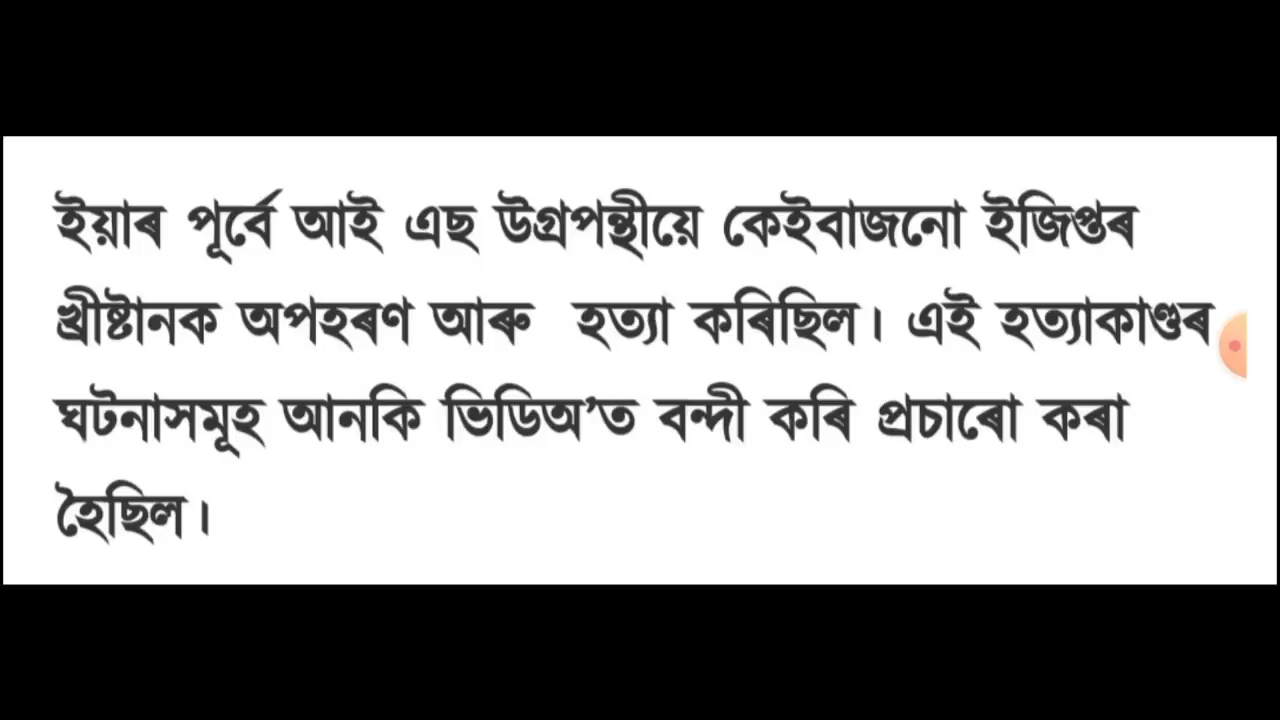 ইয়াৰ পূৰ্বে আই এছ উগ্ৰপন্থীয়ে কেইবাজনো ইজিপ্তৰ
খ্ৰীষ্টানক অপহৰণ আৰু হত্যা কৰিছিল। এই হত্যাকাণ্ডৰ
ঘটনাসমূহ আনকি ভিডিঅ’ত বন্দী কৰি প্ৰচাৰো কৰা
হৈছিল।